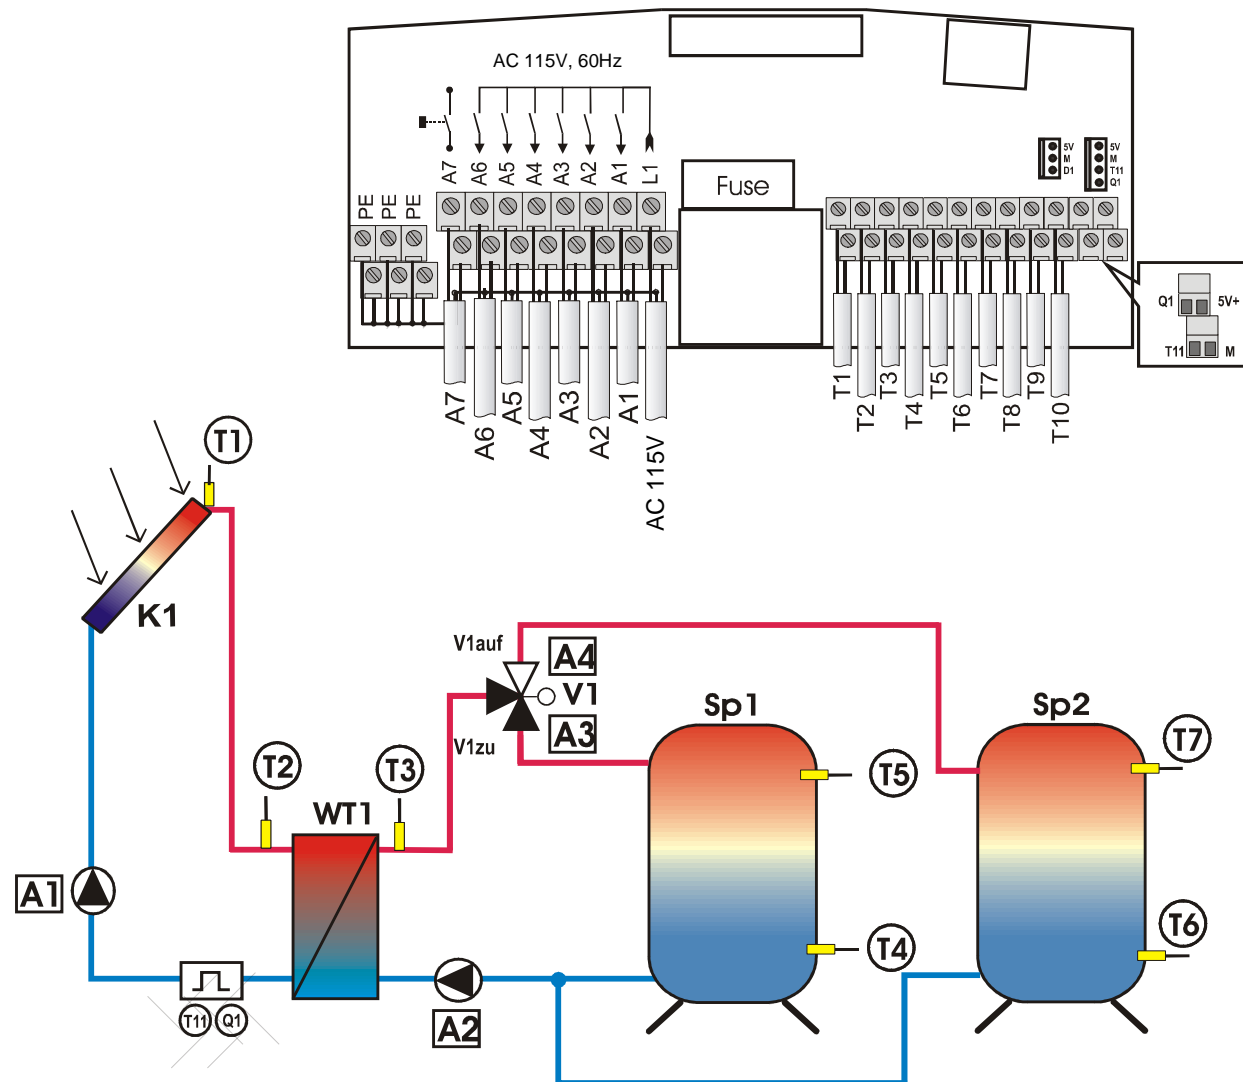 AC 115V, 60Hz
A7 A6 A5 A4 A3 A2 A1 L1
PE PE PE
Fuse
5V
M
D1
5V
M
T11
Q1
Q1 5V+
T11 M
A7 A6 A5 A4 A3 A2 A1 AC 115V
T1 T2 T3 T4 T5 T6 T7 T8 T9 T10
T1
K1
V1auf A4
V1
V1zu A3
Sp1 Sp2
T2 T3 T5 T7
WT1
A1
T4 T6
T11 Q1
A2